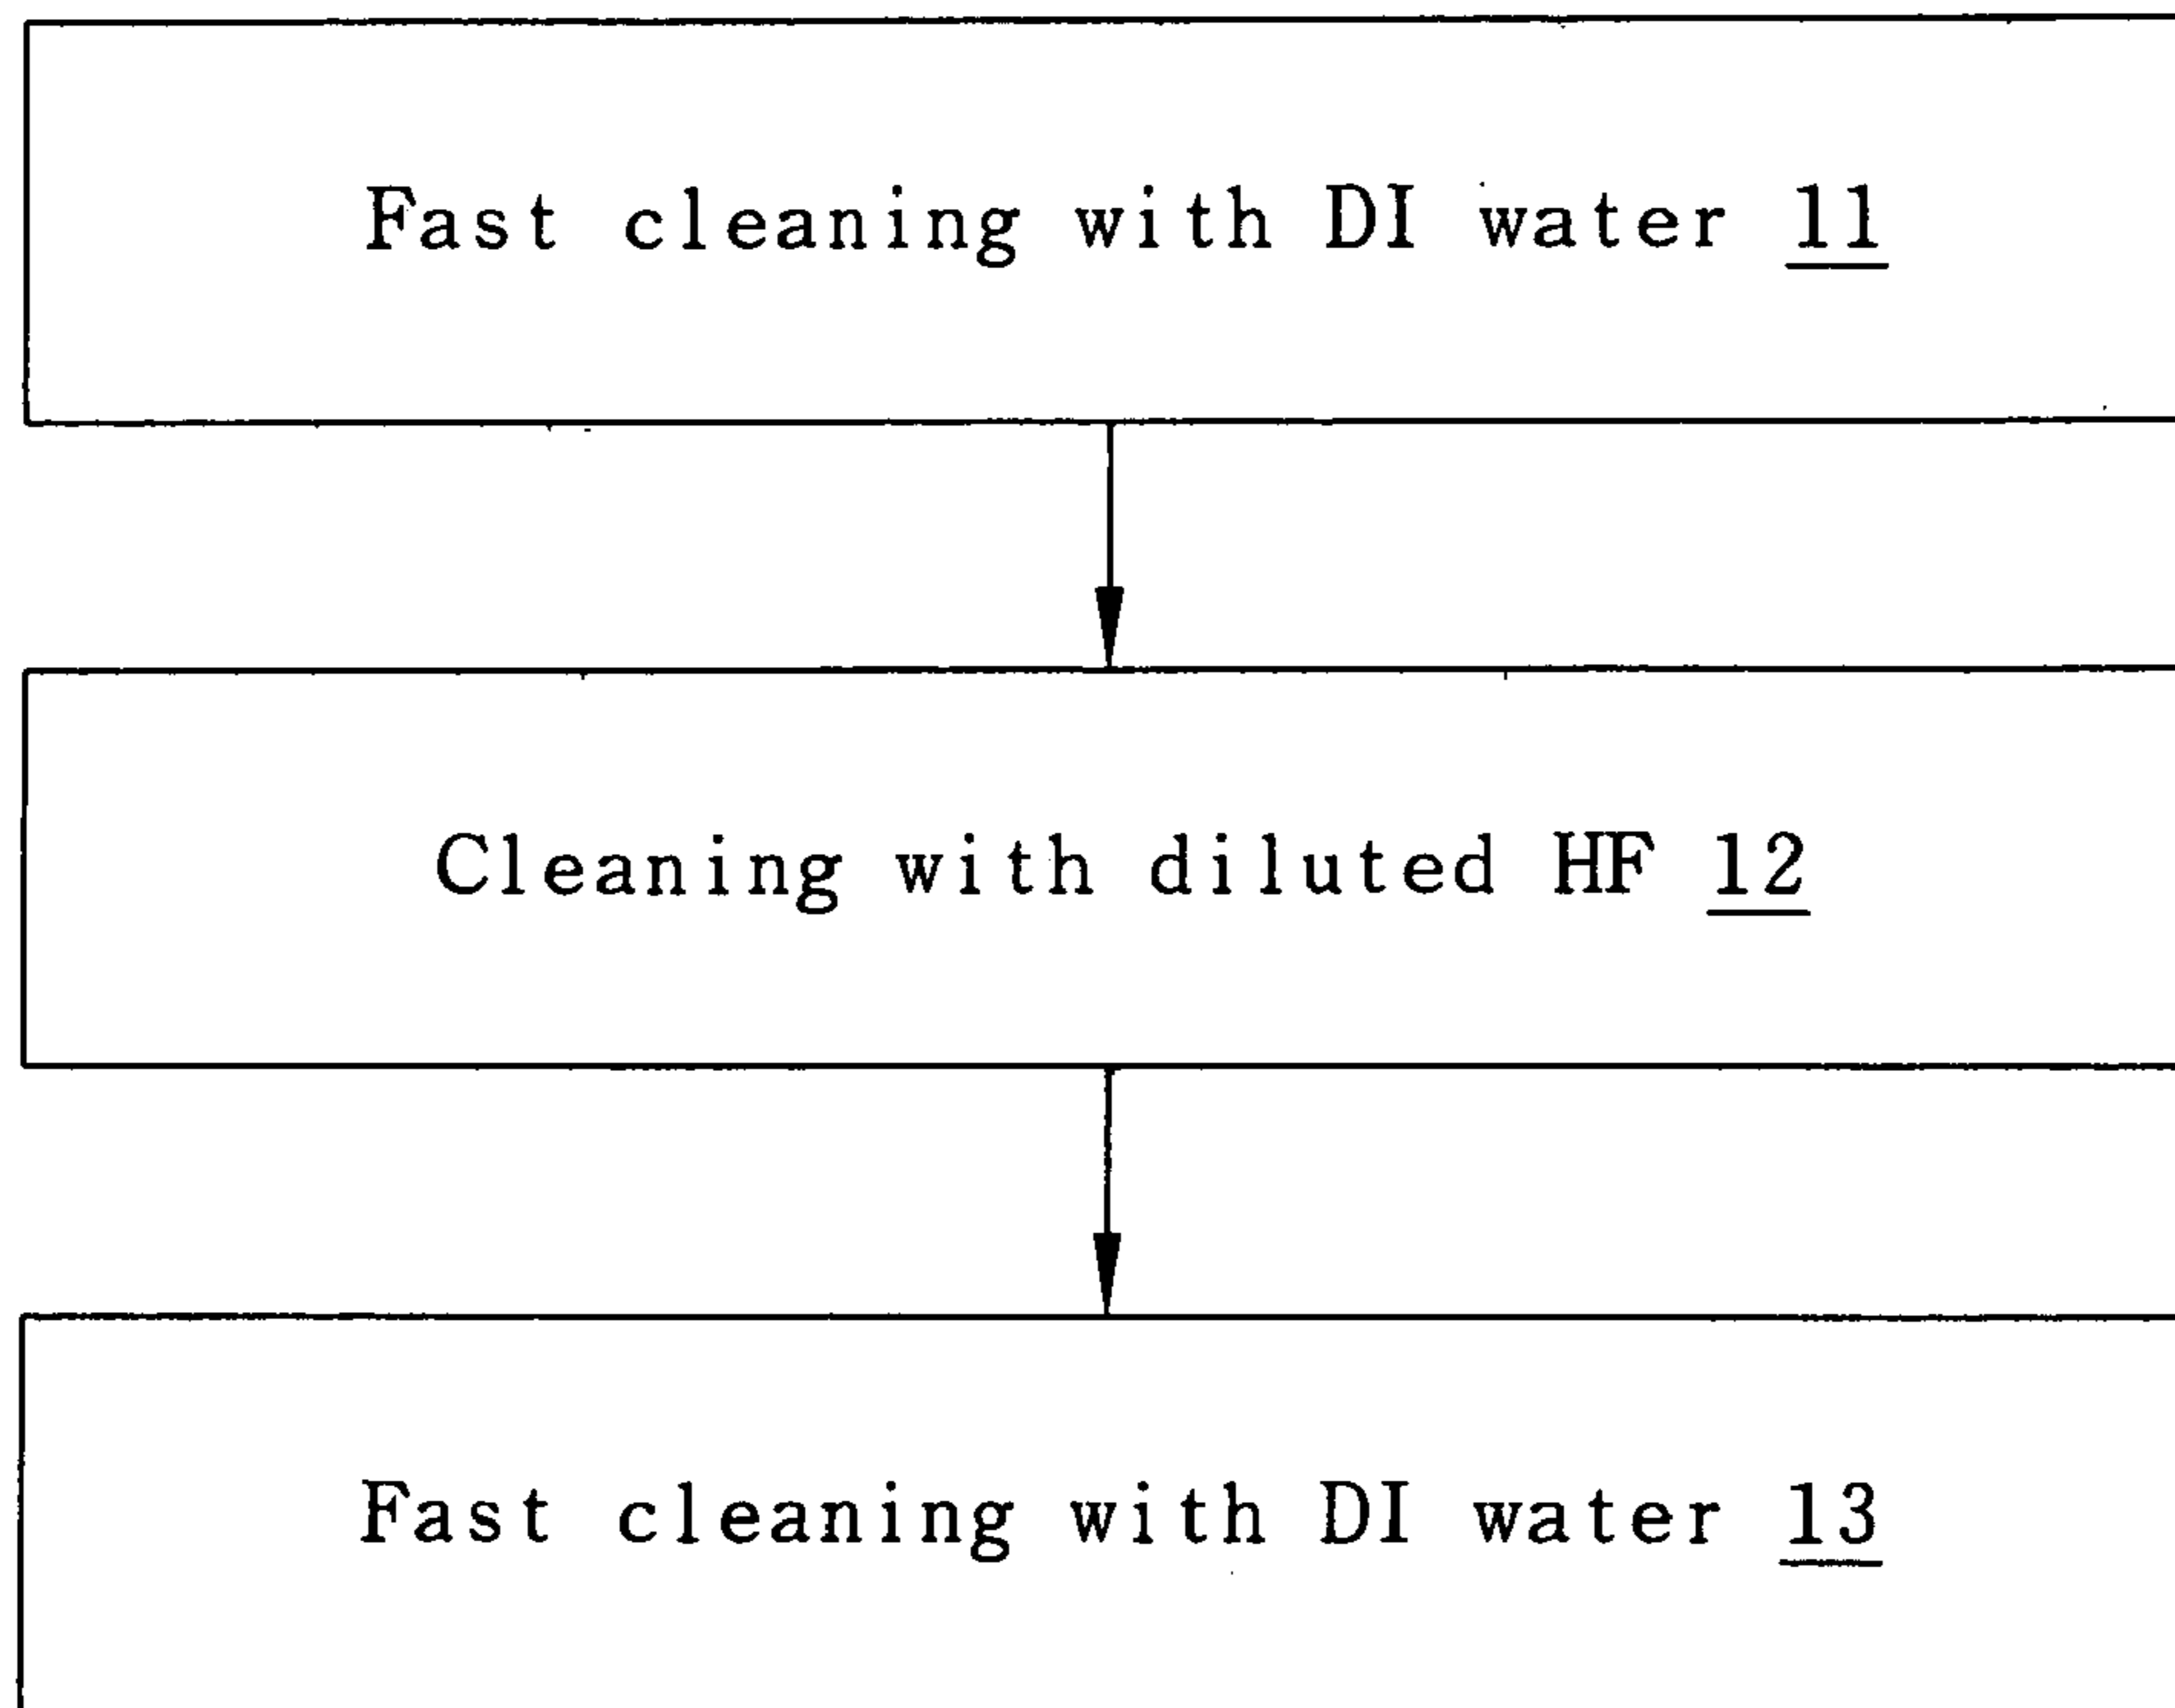 Fast cleaning with DI water 11
Cleaning with diluted HF 12
Fast cleaning with DI water 13